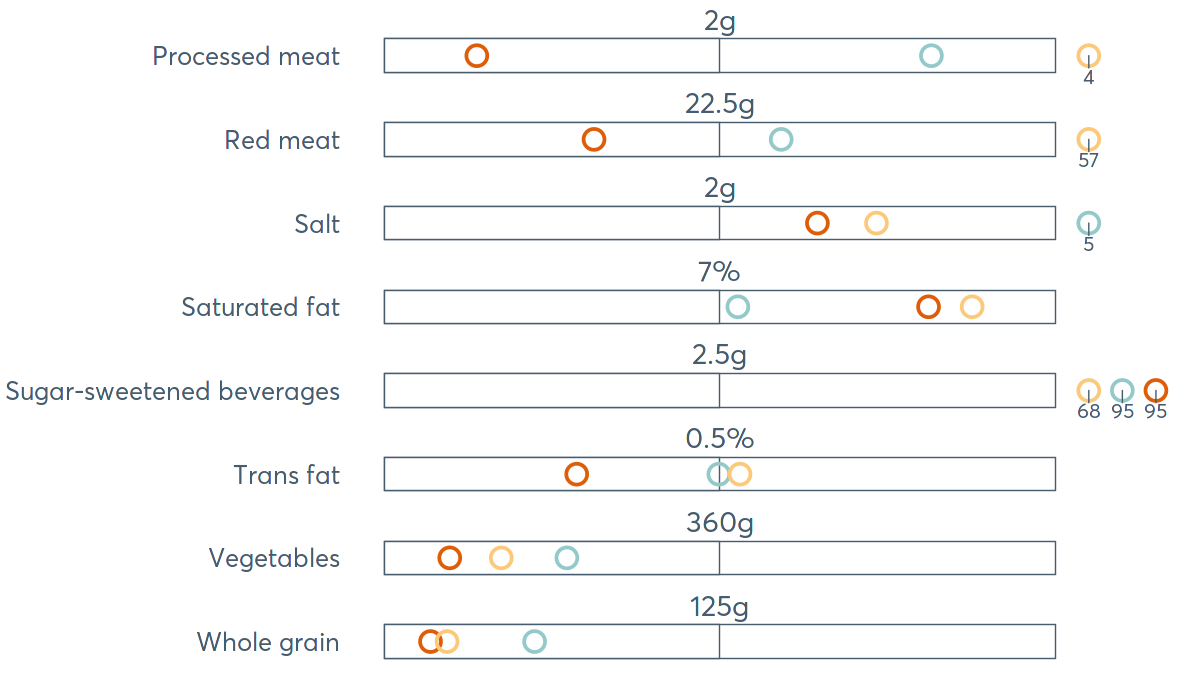 2g
Processed meat
4
22.5g
Red meat
57
2g
Salt
5
7%
Saturated fat
2.5g
Sugar-sweetened beverages
68 95 95
0.5%
Trans fat
360g
Vegetables
125g
Whole grain